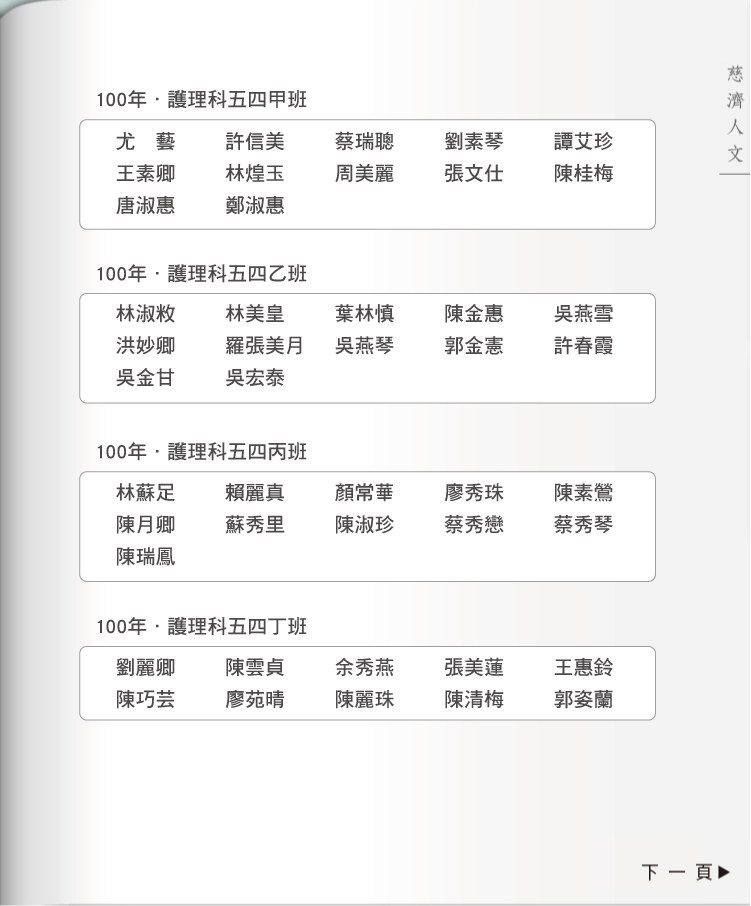 慈濟人文
100年．護理科五四甲班
尤　藝　許信美　蔡瑞聰　劉素琴　譚艾珍
王素卿　林煌玉　周美麗　張文仕　陳桂梅
唐淑惠　鄭淑惠
100年．護理科五四乙班
林淑敉　林美皇　葉林慎　陳金惠　吳燕雪
洪妙卿　羅張美月　吳燕琴　郭金憲　許春霞
吳金甘　吳宏泰
100年．護理科五四丙班
林蘇足　賴麗真　顏常華　廖秀珠　陳素鶯
陳月卿　蘇秀里　陳淑珍　蔡秀戀　蔡秀琴
陳瑞鳳
100年．護理科五四丁班
劉麗卿　陳雲貞　余秀燕　張美蓮　王惠鈴
陳巧芸　廖苑晴　陳麗珠　陳清梅　郭姿蘭
下一頁▶